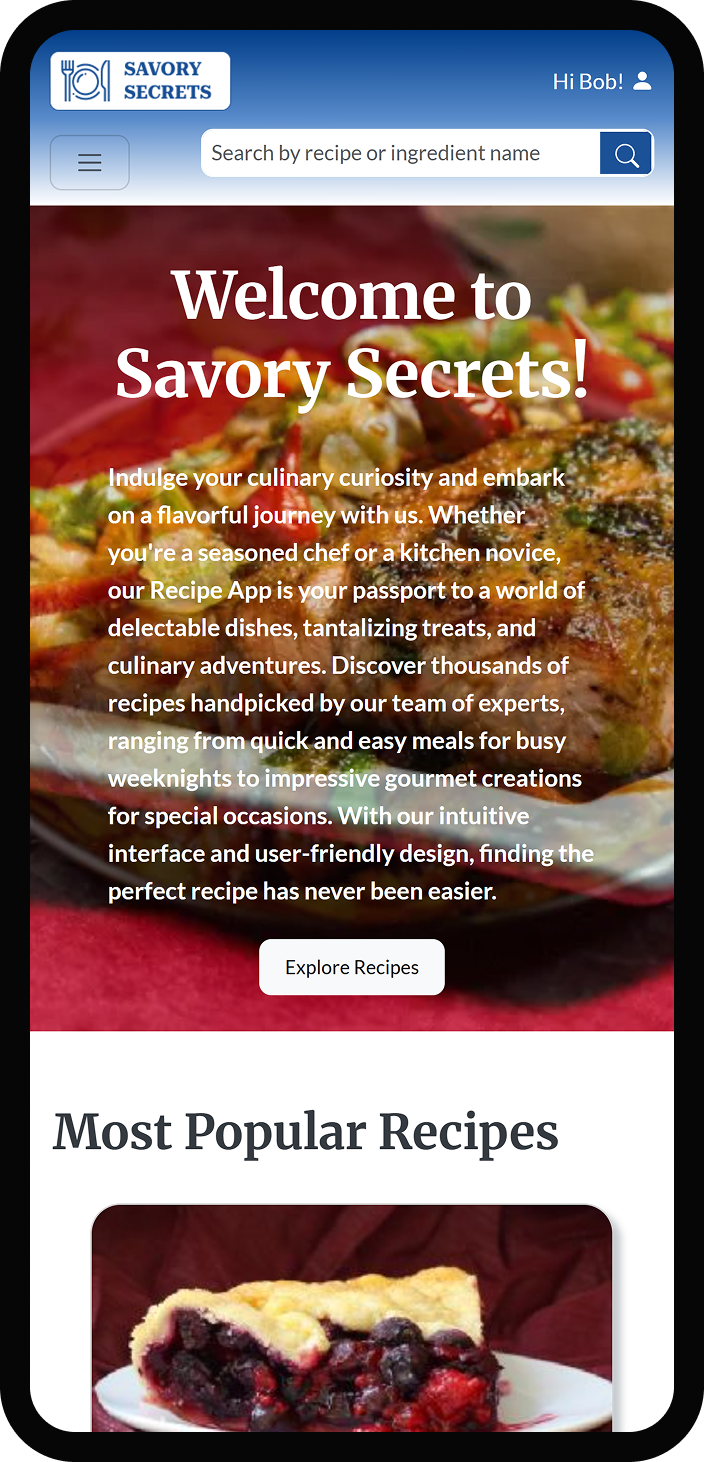 SAVORY
SECRETS
Hi Bob!
Search by recipe or ingredient name
Welcome to
Savory Secrets!
Indulge your culinary curiosity and embark
on a flavorful journey with us. Whether
you're a seasoned chef or a kitchen novice,
our Recipe App is your passport to a world of
delectable dishes, tantalizing treats, and
culinary adventures. Discover thousands of
recipes handpicked by our team of experts,
ranging from quick and easy meals for busy
weeknights to impressive gourmet creations
for special occasions. With our intuitive
interface and user-friendly design, finding the
perfect recipe has never been easier.
Explore Recipes
Most Popular Recipes